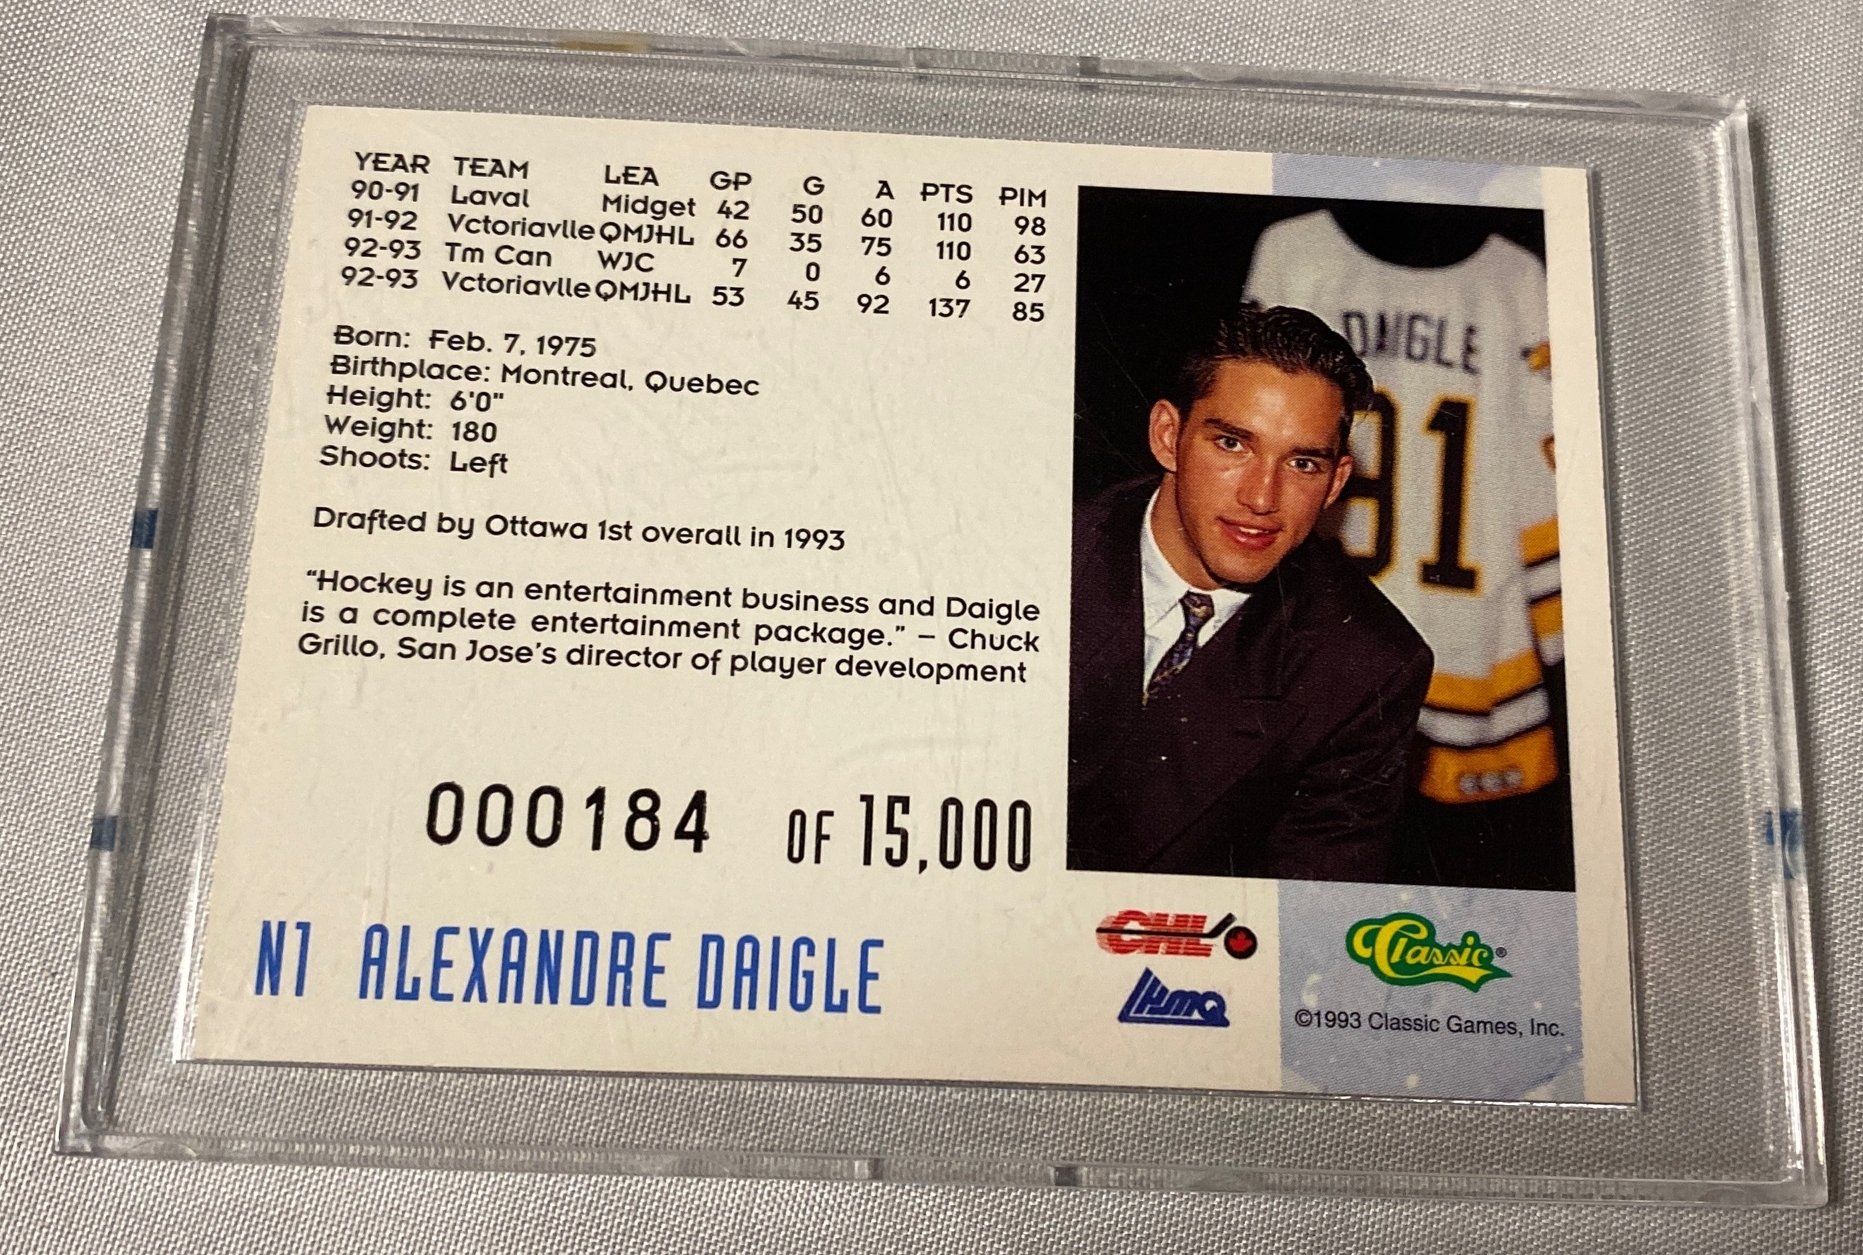 YEAR TEAM LEA GP G A PTS PIM
90-91 Laval Midget 42 50 60 110 98
91-92 Vctoriavlle QMJHL 66 35 75 110 63
92-93 Tm Can WJC 7 0 6 6 27
92-93 Vctoriavlle QMJHL 53 45 92 137 85
Born: Feb. 7, 1975
Birthplace: Montreal, Quebec
Height: 6'0"
Weight: 180
Shoots: Left
Drafted by Ottawa 1st overall in 1993
“Hockey is an entertainment business and Daigle
is a complete entertainment package.” – Chuck
Grillo, San Jose's director of player development
000184 OF 15,000
N1 ALEXANDRE DAIGLE
DAIGLE
91
CHL
LHJMQ
Classic®
©1993 Classic Games, Inc.